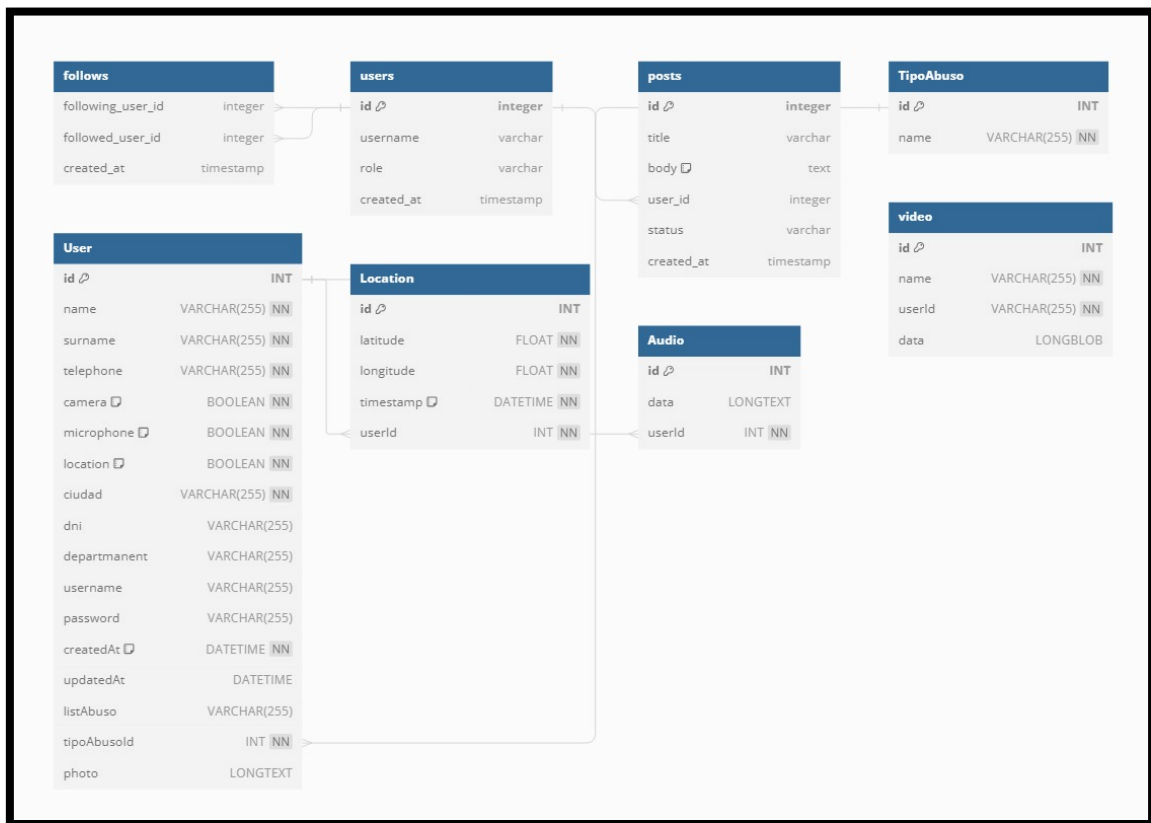 follows
following_user_id integer
followed_user_id integer
created_at timestamp
users
id integer
username varchar
role varchar
created_at timestamp
posts
id integer
title varchar
body text
user_id integer
status varchar
created_at timestamp
TipoAbuso
id INT
name VARCHAR(255) NN
video
id INT
name VARCHAR(255) NN
userId VARCHAR(255) NN
data LONGBLOB
User
id INT
name VARCHAR(255) NN
surname VARCHAR(255) NN
telephone VARCHAR(255) NN
camera BOOLEAN NN
microphone BOOLEAN NN
location BOOLEAN NN
ciudad VARCHAR(255) NN
dni VARCHAR(255)
departmanent VARCHAR(255)
username VARCHAR(255)
password VARCHAR(255)
createdAt DATETIME NN
updatedAt DATETIME
listAbuso VARCHAR(255)
tipoAbusoId INT NN
photo LONGTEXT
Location
id INT
latitude FLOAT NN
longitude FLOAT NN
timestamp DATETIME NN
userId INT NN
Audio
id INT
data LONGTEXT
userId INT NN